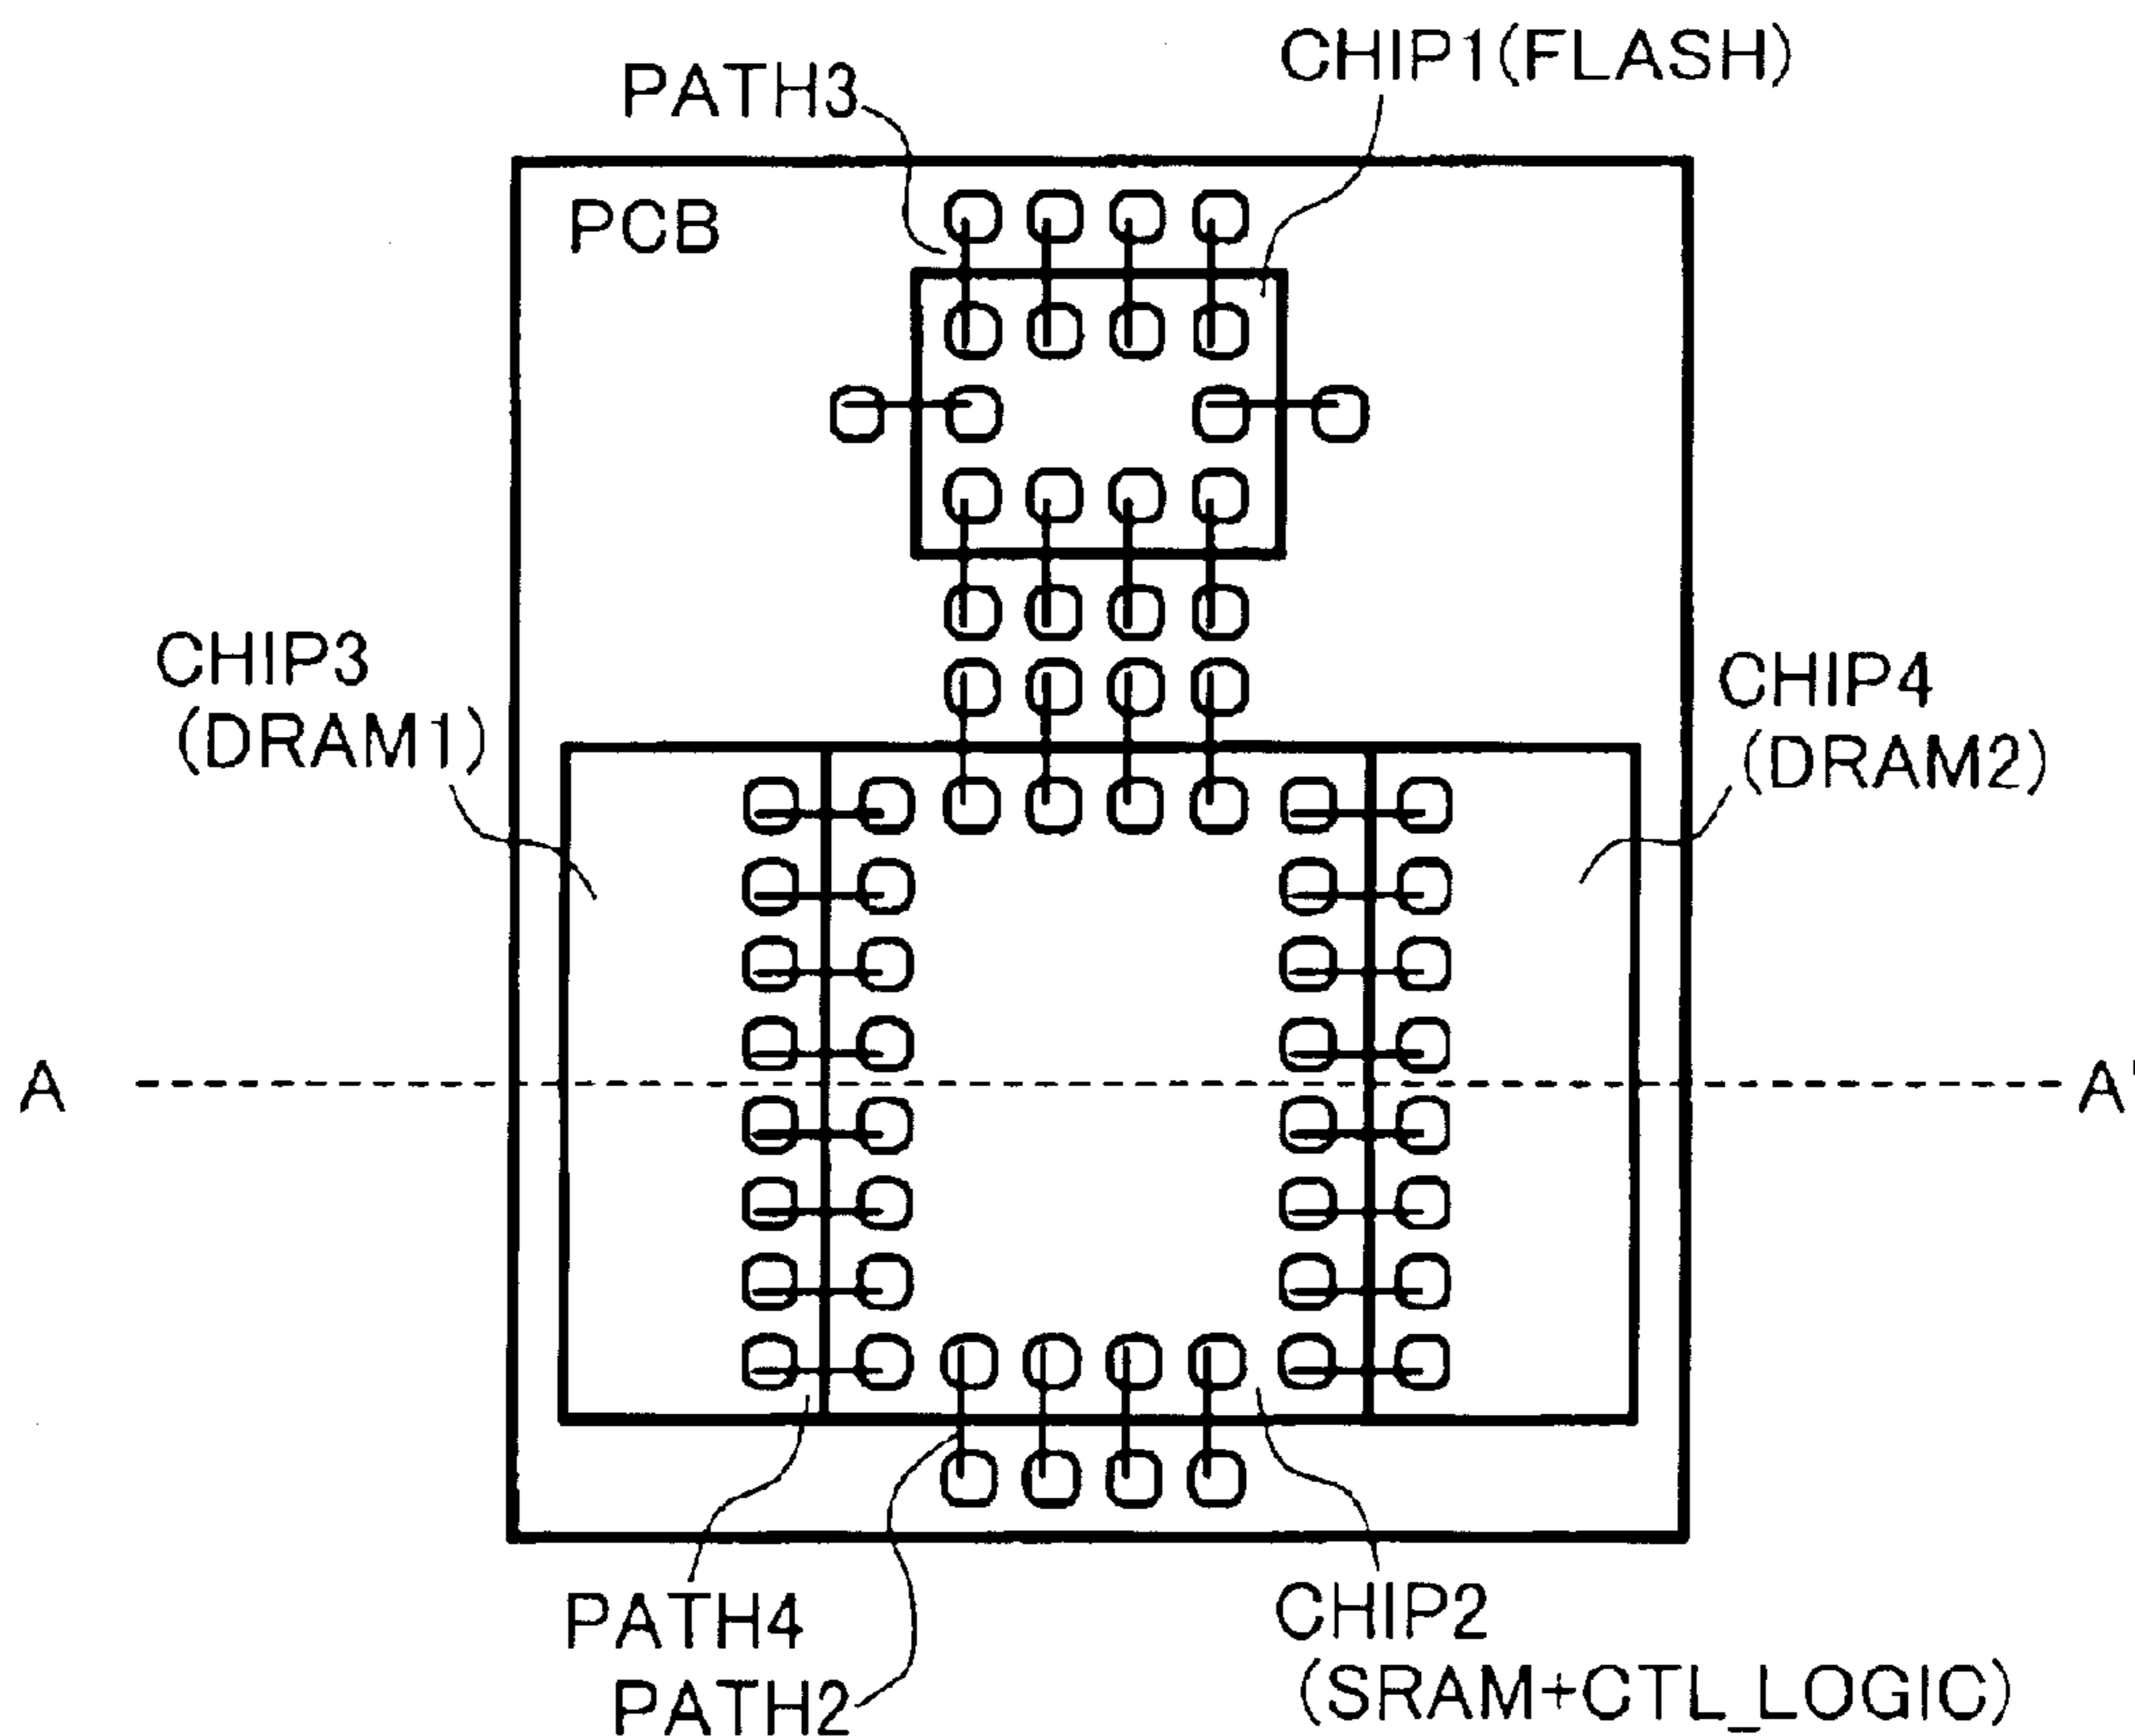 CHIP1(FLASH)
PATH3
PCB
CHIP3
(DRAM1)
CHIP4
(DRAM2)
A
A'
PATH4
PATH2
CHIP2
(SRAM+CTL_LOGIC)